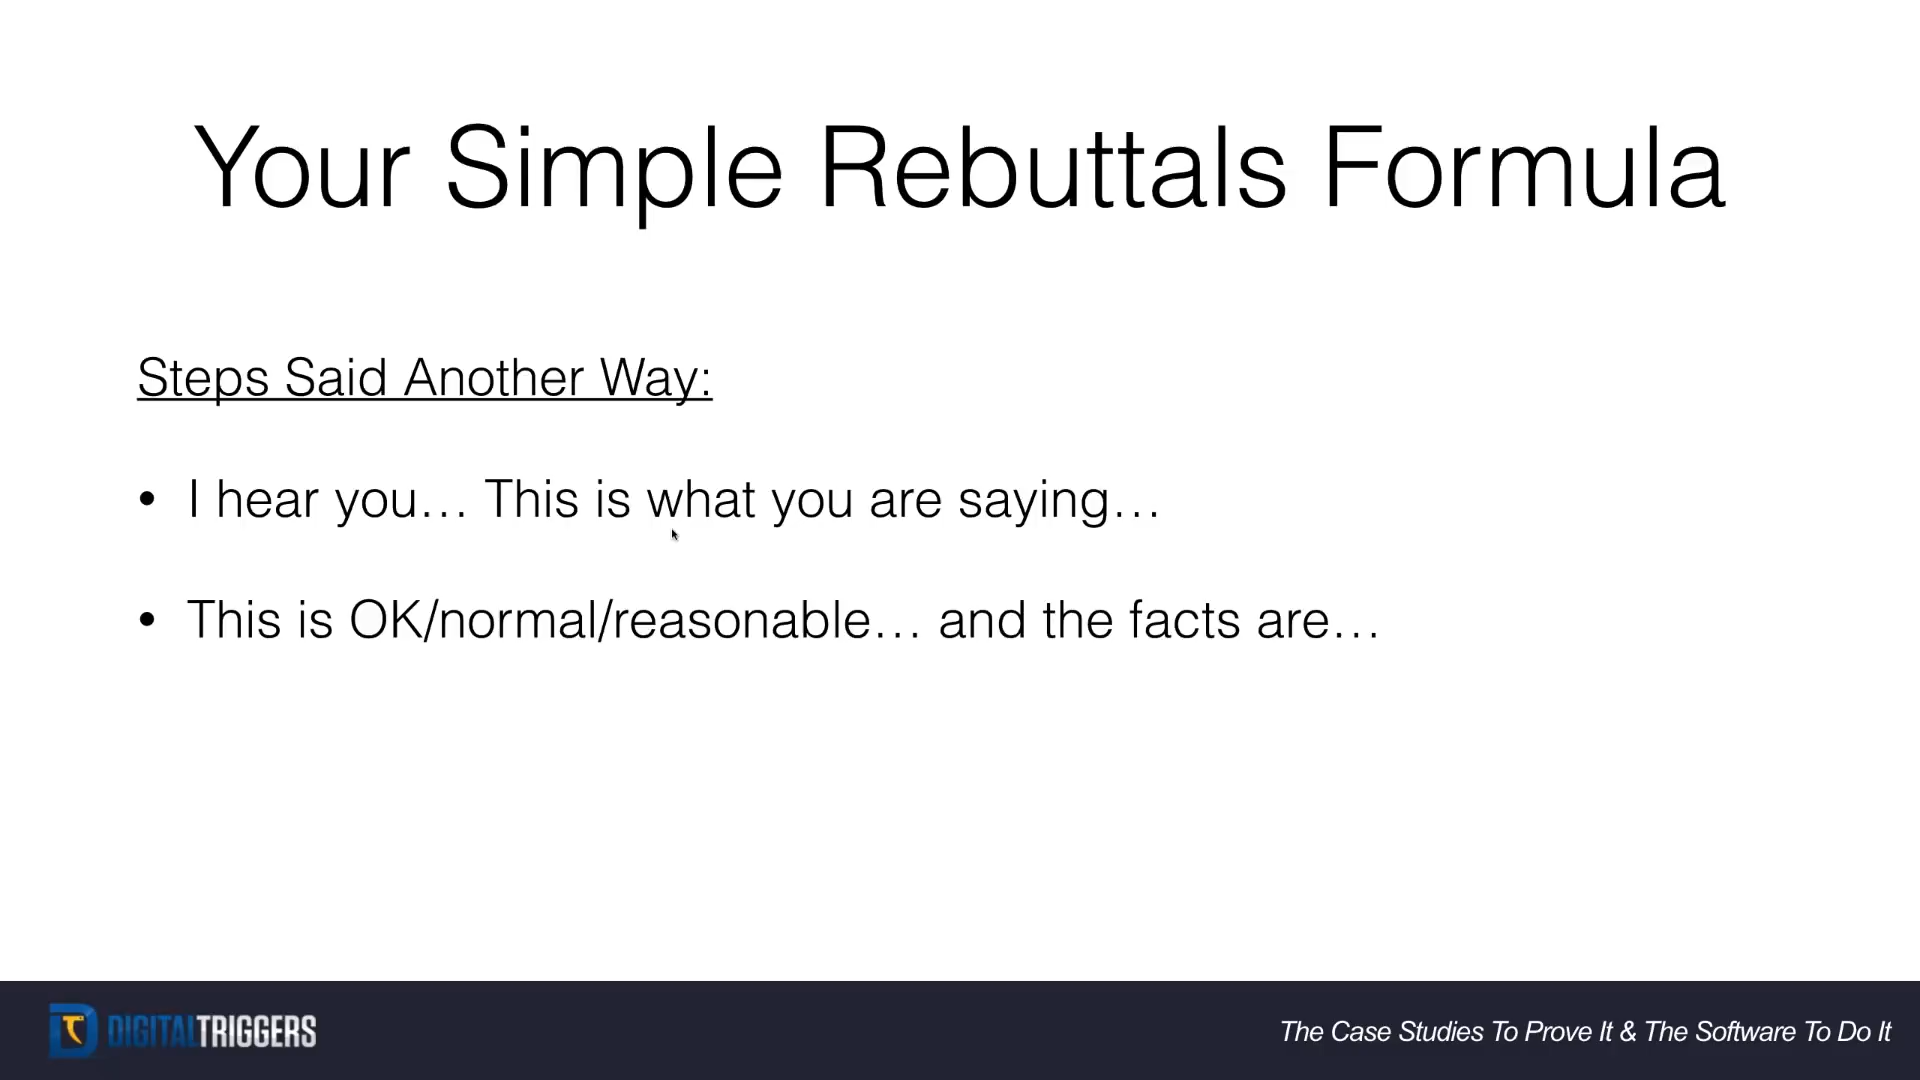 Your Simple Rebuttals Formula
Steps Said Another Way:
• I hear you… This is what you are saying…
• This is OK/normal/reasonable… and the facts are…
DIGITALTRIGGERS
The Case Studies To Prove It & The Software To Do It